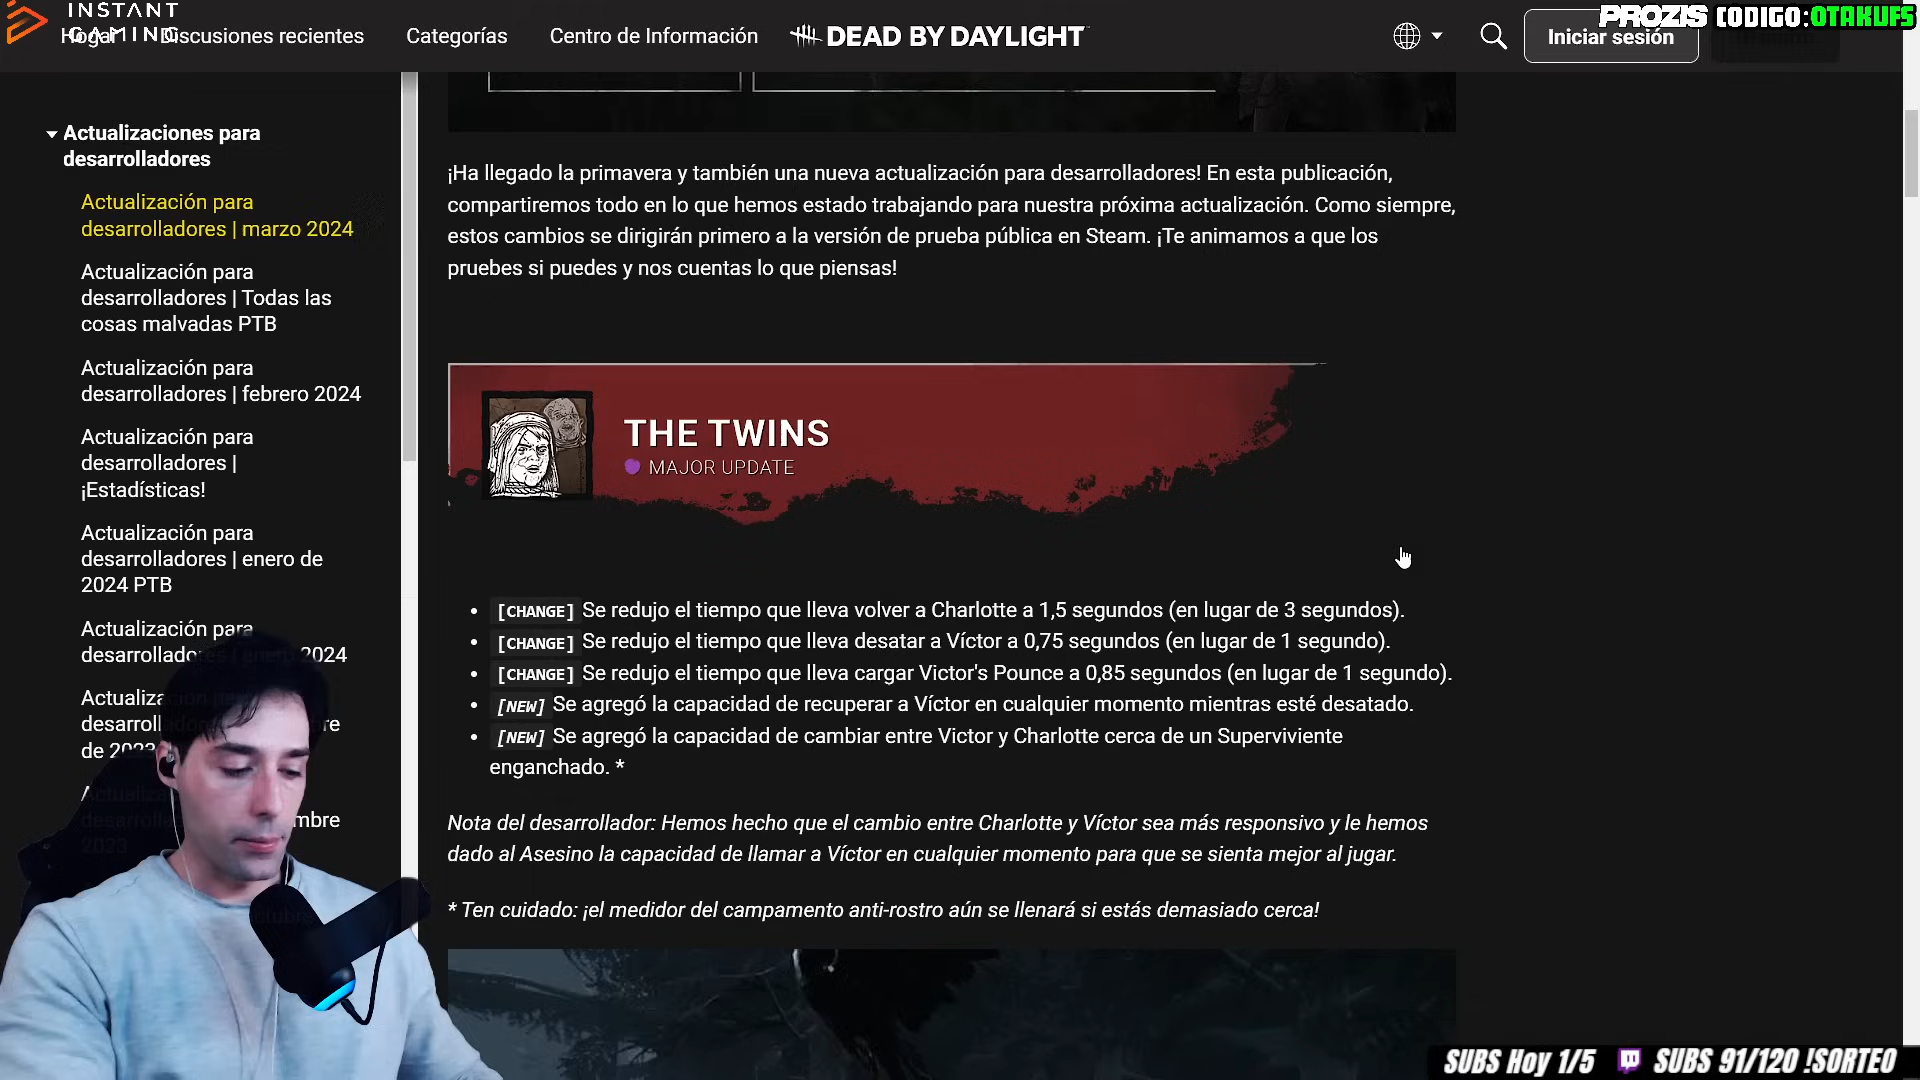 INSTANT
GAMING
Hogar
Discusiones recientes
Categorías
Centro de Información
DEAD BY DAYLIGHT
Iniciar sesión
PROZIS CODIGO:OTAKUFS
Actualizaciones para
desarrolladores
Actualización para
desarrolladores | marzo 2024
Actualización para
desarrolladores | Todas las
cosas malvadas PTB
Actualización para
desarrolladores | febrero 2024
Actualización para
desarrolladores |
¡Estadísticas!
Actualización para
desarrolladores | enero de
2024 PTB
Actualización para
desarrolladores | enero 2024
¡Ha llegado la primavera y también una nueva actualización para desarrolladores! En esta publicación,
compartiremos todo en lo que hemos estado trabajando para nuestra próxima actualización. Como siempre,
estos cambios se dirigirán primero a la versión de prueba pública en Steam. ¡Te animamos a que los
pruebes si puedes y nos cuentas lo que piensas!
THE TWINS
MAJOR UPDATE
• [CHANGE] Se redujo el tiempo que lleva volver a Charlotte a 1,5 segundos (en lugar de 3 segundos).
• [CHANGE] Se redujo el tiempo que lleva desatar a Víctor a 0,75 segundos (en lugar de 1 segundo).
• [CHANGE] Se redujo el tiempo que lleva cargar Victor's Pounce a 0,85 segundos (en lugar de 1 segundo).
• [NEW] Se agregó la capacidad de recuperar a Víctor en cualquier momento mientras esté desatado.
• [NEW] Se agregó la capacidad de cambiar entre Victor y Charlotte cerca de un Superviviente
enganchado. *
Nota del desarrollador: Hemos hecho que el cambio entre Charlotte y Víctor sea más responsivo y le hemos
dado al Asesino la capacidad de llamar a Víctor en cualquier momento para que se sienta mejor al jugar.
* Ten cuidado: ¡el medidor del campamento anti-rostro aún se llenará si estás demasiado cerca!
SUBS Hoy 1/5
SUBS 91/120 !SORTEO